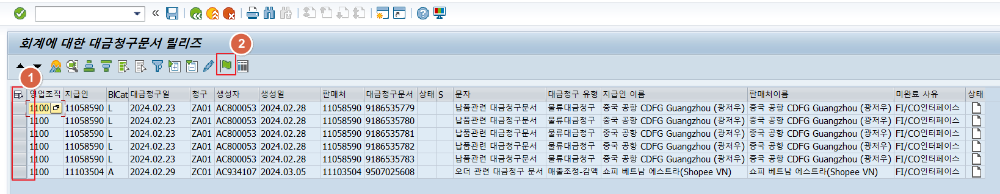 회계에 대한 대금청구문서 릴리즈
2
1
영업조직 지급인 BlCat 대금청구일 청구 생성자 생성일 판매처 대금청구문서 상태 S 문자 대금청구 유형 지급인 이름 판매처이름 미완료 사유 상태
1100 11058590 L 2024.02.23 ZA01 AC800053 2024.02.28 11058590 9186535779 납품관련 대금청구문서 물류대금청구 중국 공항 CDFG Guangzhou (광저우) 중국 공항 CDFG Guangzhou (광저우) FI/CO인터페이스
1100 11058590 L 2024.02.23 ZA01 AC800053 2024.02.28 11058590 9186535780 납품관련 대금청구문서 물류대금청구 중국 공항 CDFG Guangzhou (광저우) 중국 공항 CDFG Guangzhou (광저우) FI/CO인터페이스
1100 11058590 L 2024.02.23 ZA01 AC800053 2024.02.28 11058590 9186535781 납품관련 대금청구문서 물류대금청구 중국 공항 CDFG Guangzhou (광저우) 중국 공항 CDFG Guangzhou (광저우) FI/CO인터페이스
1100 11058590 L 2024.02.23 ZA01 AC800053 2024.02.28 11058590 9186535782 납품관련 대금청구문서 물류대금청구 중국 공항 CDFG Guangzhou (광저우) 중국 공항 CDFG Guangzhou (광저우) FI/CO인터페이스
1100 11058590 L 2024.02.23 ZA01 AC800053 2024.02.28 11058590 9186535783 납품관련 대금청구문서 물류대금청구 중국 공항 CDFG Guangzhou (광저우) 중국 공항 CDFG Guangzhou (광저우) FI/CO인터페이스
1100 11103504 A 2024.02.29 ZC01 AC934107 2024.03.05 11103504 9507025608 오더 관련 대금청구 문서 매출조정-감액 쇼피 베트남 에스트라(Shopee VN) 쇼피 베트남 에스트라(Shopee VN) FI/CO인터페이스